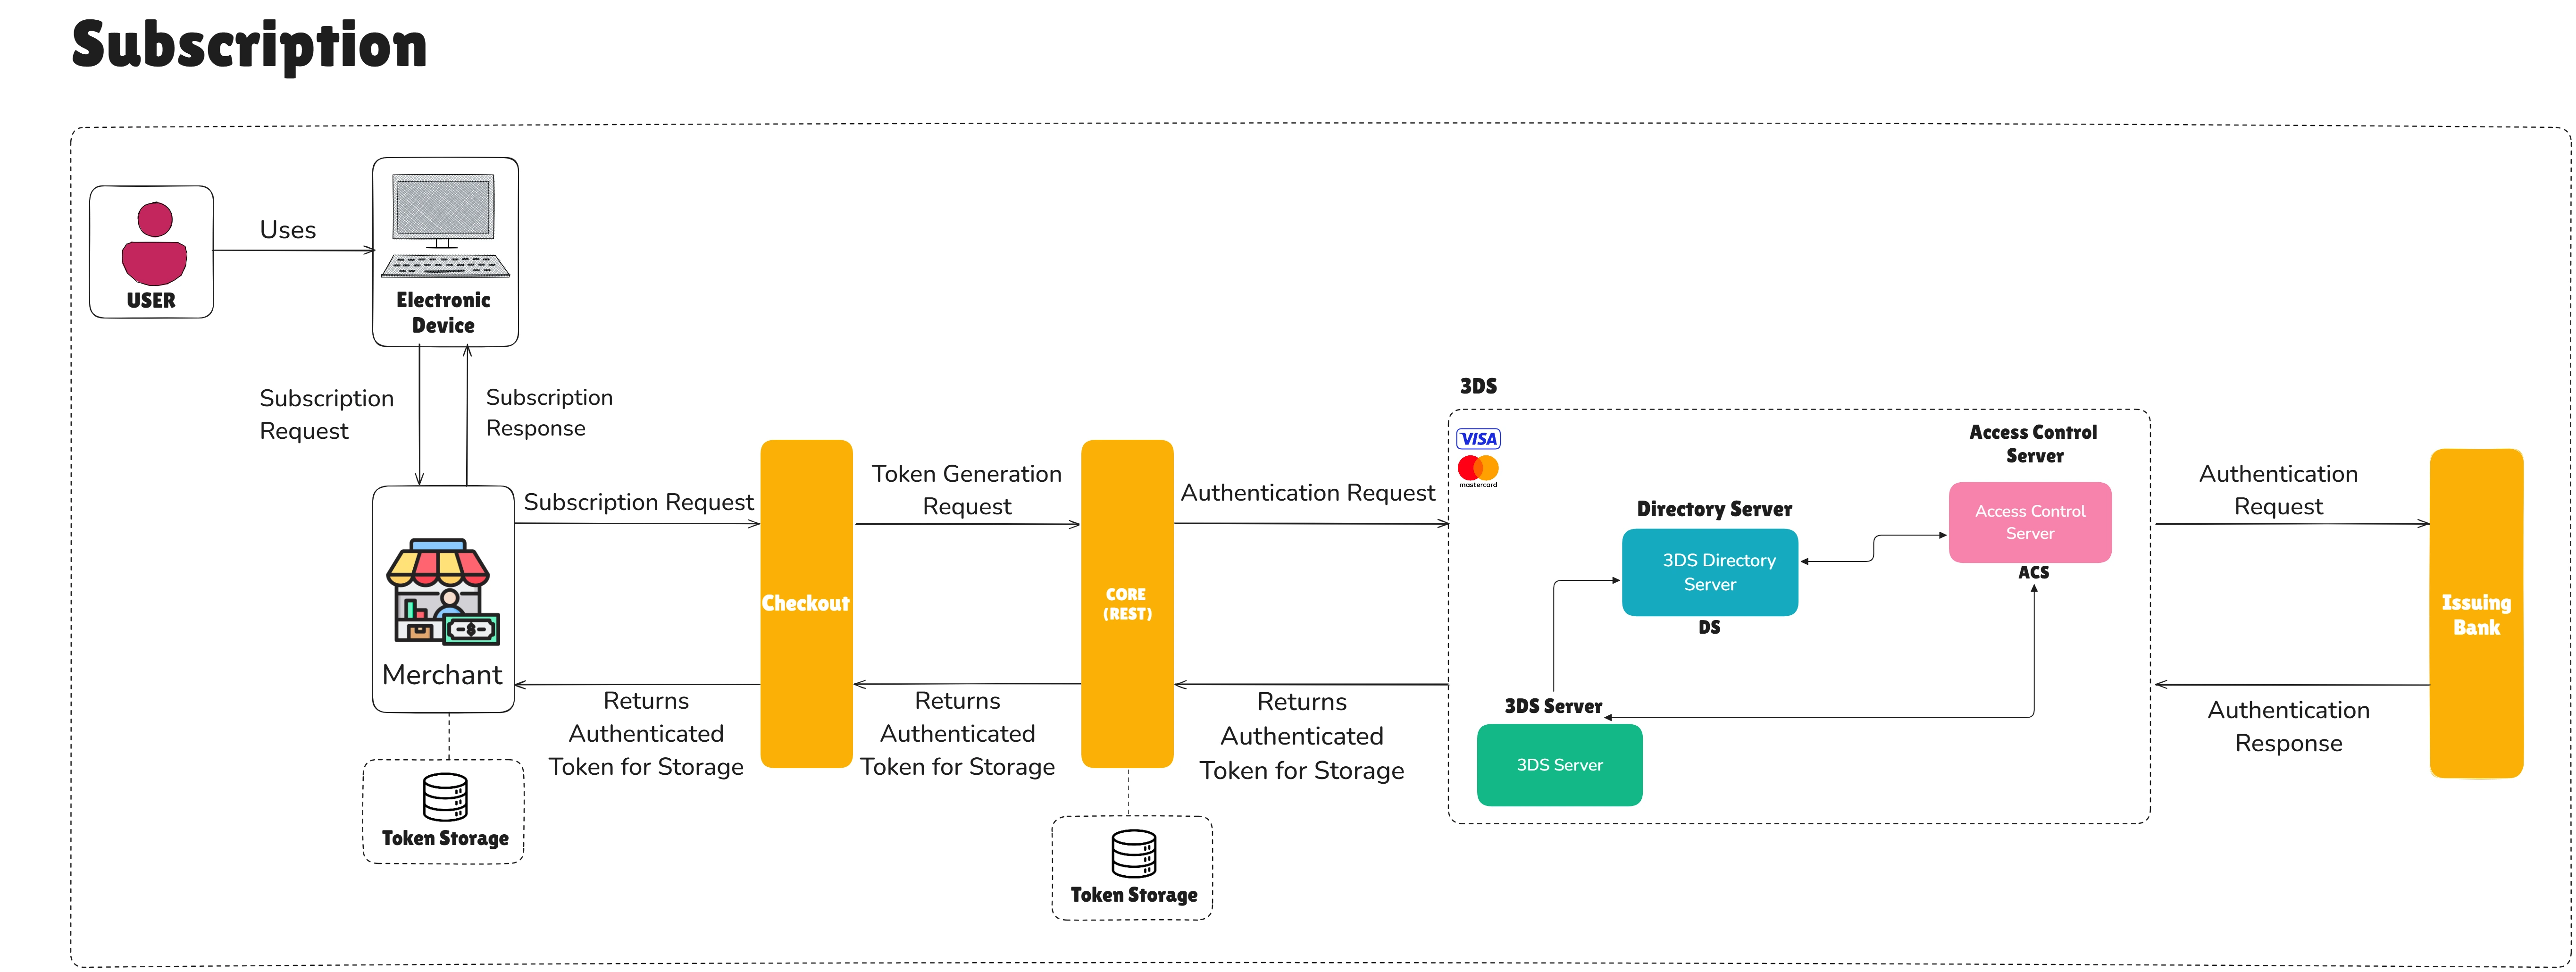 Subscription
USER
Uses
Electronic
Device
Subscription
Request
Subscription
Response
Merchant
Token Storage
Subscription Request
Returns
Authenticated
Token for Storage
Checkout
Token Generation
Request
Returns
Authenticated
Token for Storage
CORE
(REST)
Token Storage
Authentication Request
Returns
Authenticated
Token for Storage
3DS
VISA
mastercard
Directory Server
3DS Directory
Server
DS
Access Control
Server
Access Control
Server
ACS
3DS Server
3DS Server
Authentication
Request
Authentication
Response
Issuing
Bank